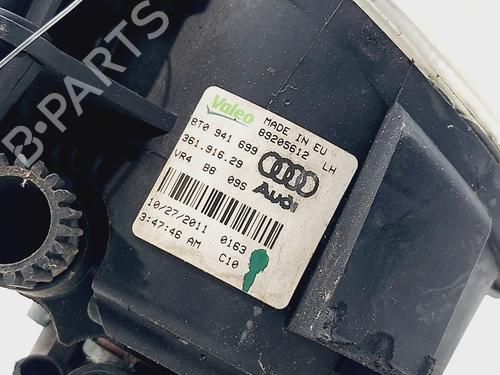 B-PARTS
Valeo MADE IN EU
89205612 LH
8T0 941 699
361.916.29
VR4 B8 09S
Audi
10/27/2011 0163
3:47:46 AM C10